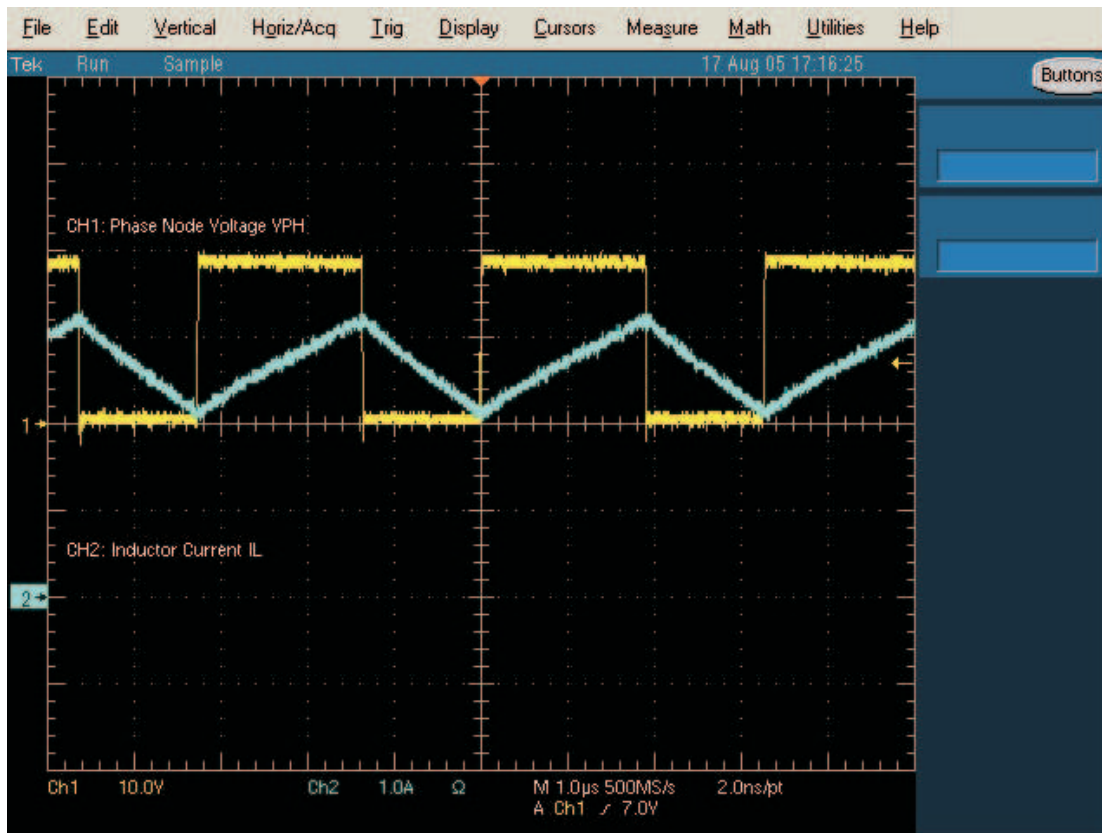 File Edit Vertical Horiz/Acq Trig Display Cursors Measure Math Utilities Help
Tek Run Sample 17 Aug 05 17:16:25
Buttons
CH1: Phase Node Voltage VPH
1
CH2: Inductor Current IL
2
Ch1 10.0V Ch2 1.0A Ω M 1.0µs 500MS/s 2.0ns/pt
A Ch1 7.0V